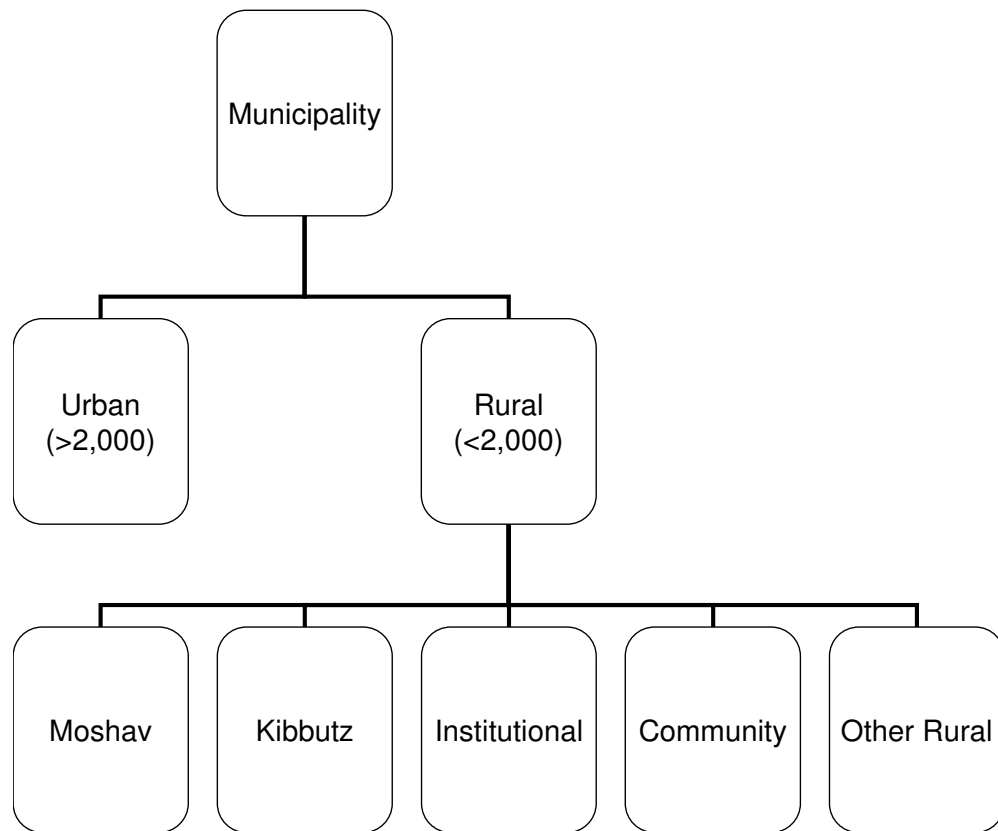 Municipality
Urban
(>2,000)
Rural
(<2,000)
Moshav
Kibbutz
Institutional
Community
Other Rural